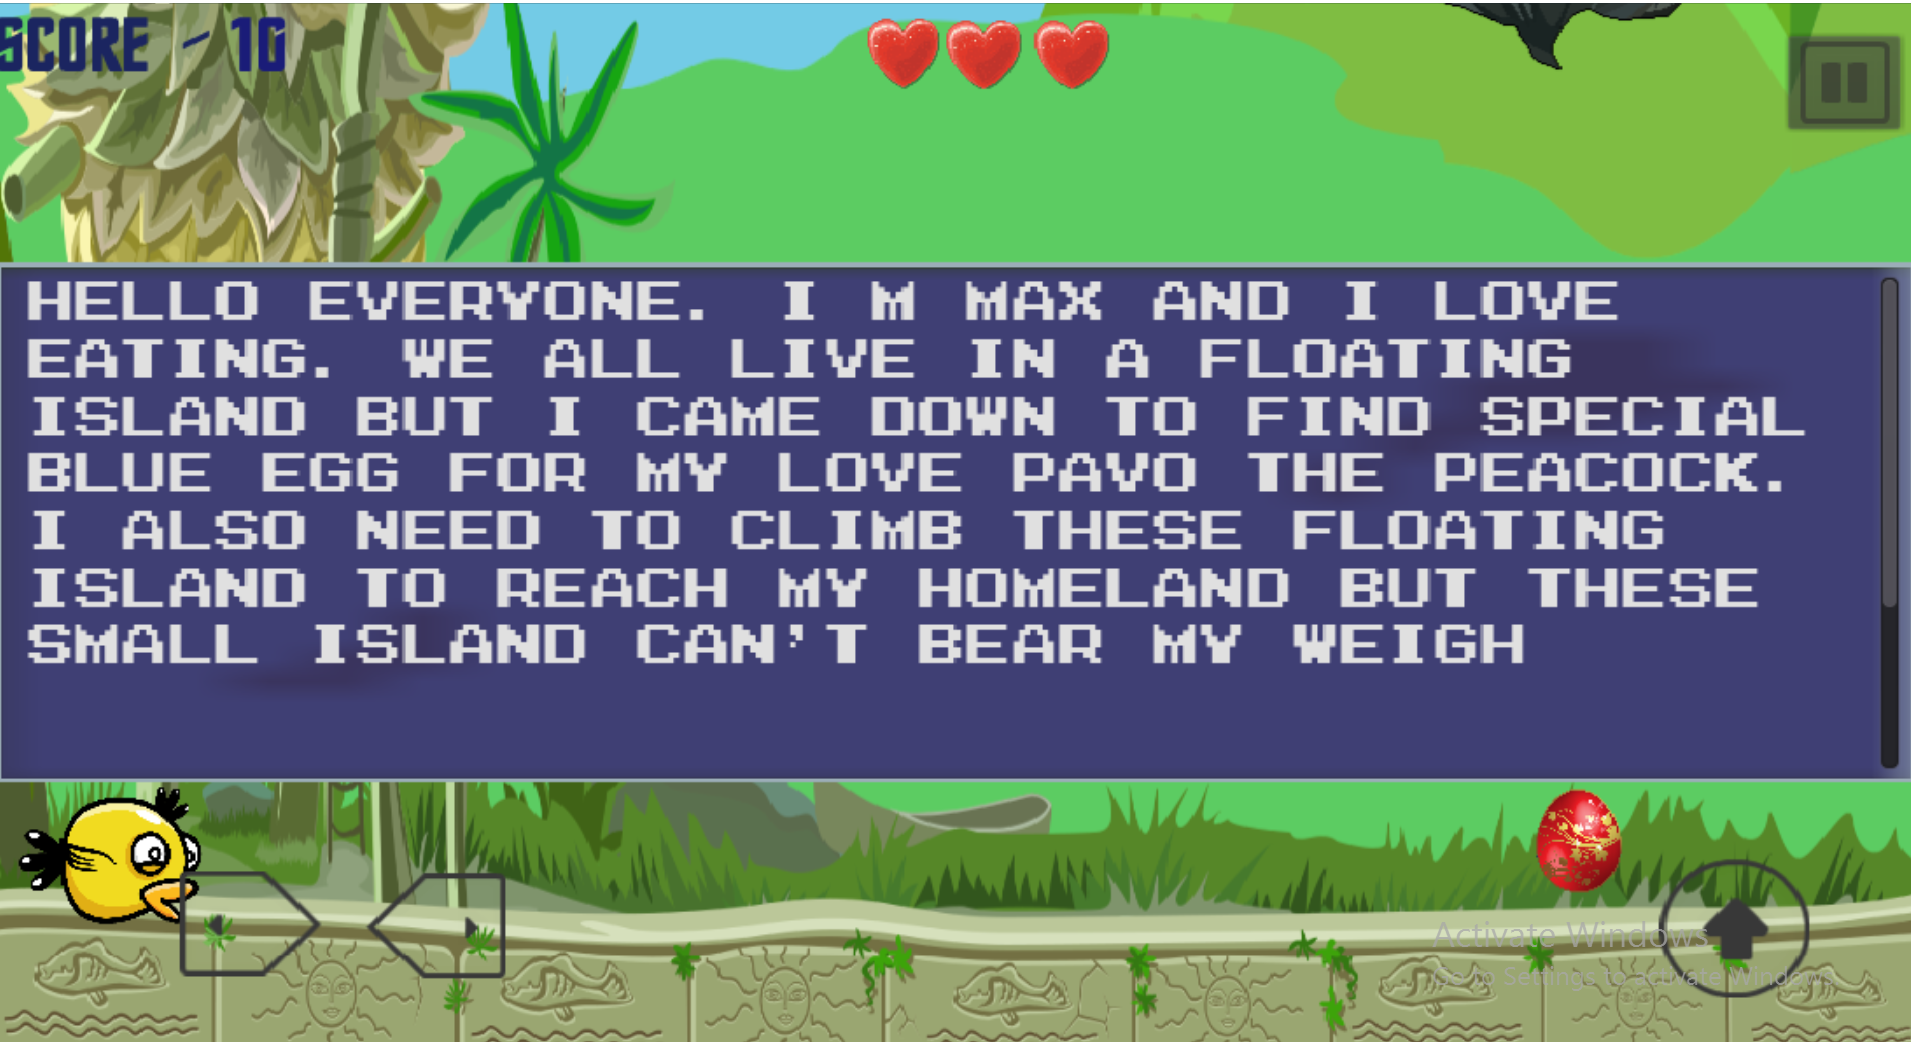 SCORE - 10
HELLO EVERYONE. I M MAX AND I LOVE
EATING. WE ALL LIVE IN A FLOATING
ISLAND BUT I CAME DOWN TO FIND SPECIAL
BLUE EGG FOR MY LOVE PAVO THE PEACOCK.
I ALSO NEED TO CLIMB THESE FLOATING
ISLAND TO REACH MY HOMELAND BUT THESE
SMALL ISLAND CAN'T BEAR MY WEIGH
Activate Windows
Go to Settings to activate Windows.